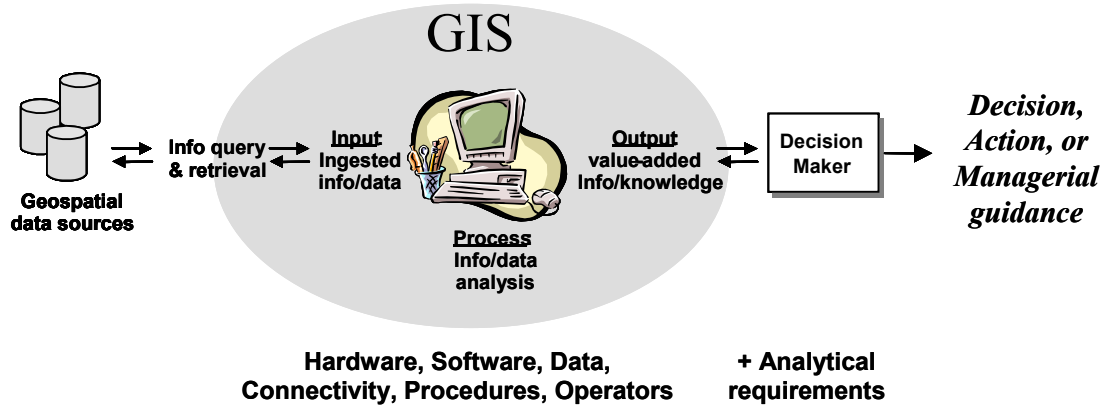 GIS
Geospatial
data sources
Info query
& retrieval
Input
Ingested
info/data
Process
Info/data
analysis
Output
value-added
Info/knowledge
Decision
Maker
Decision,
Action, or
Managerial
guidance
Hardware, Software, Data,
Connectivity, Procedures, Operators
+ Analytical
requirements